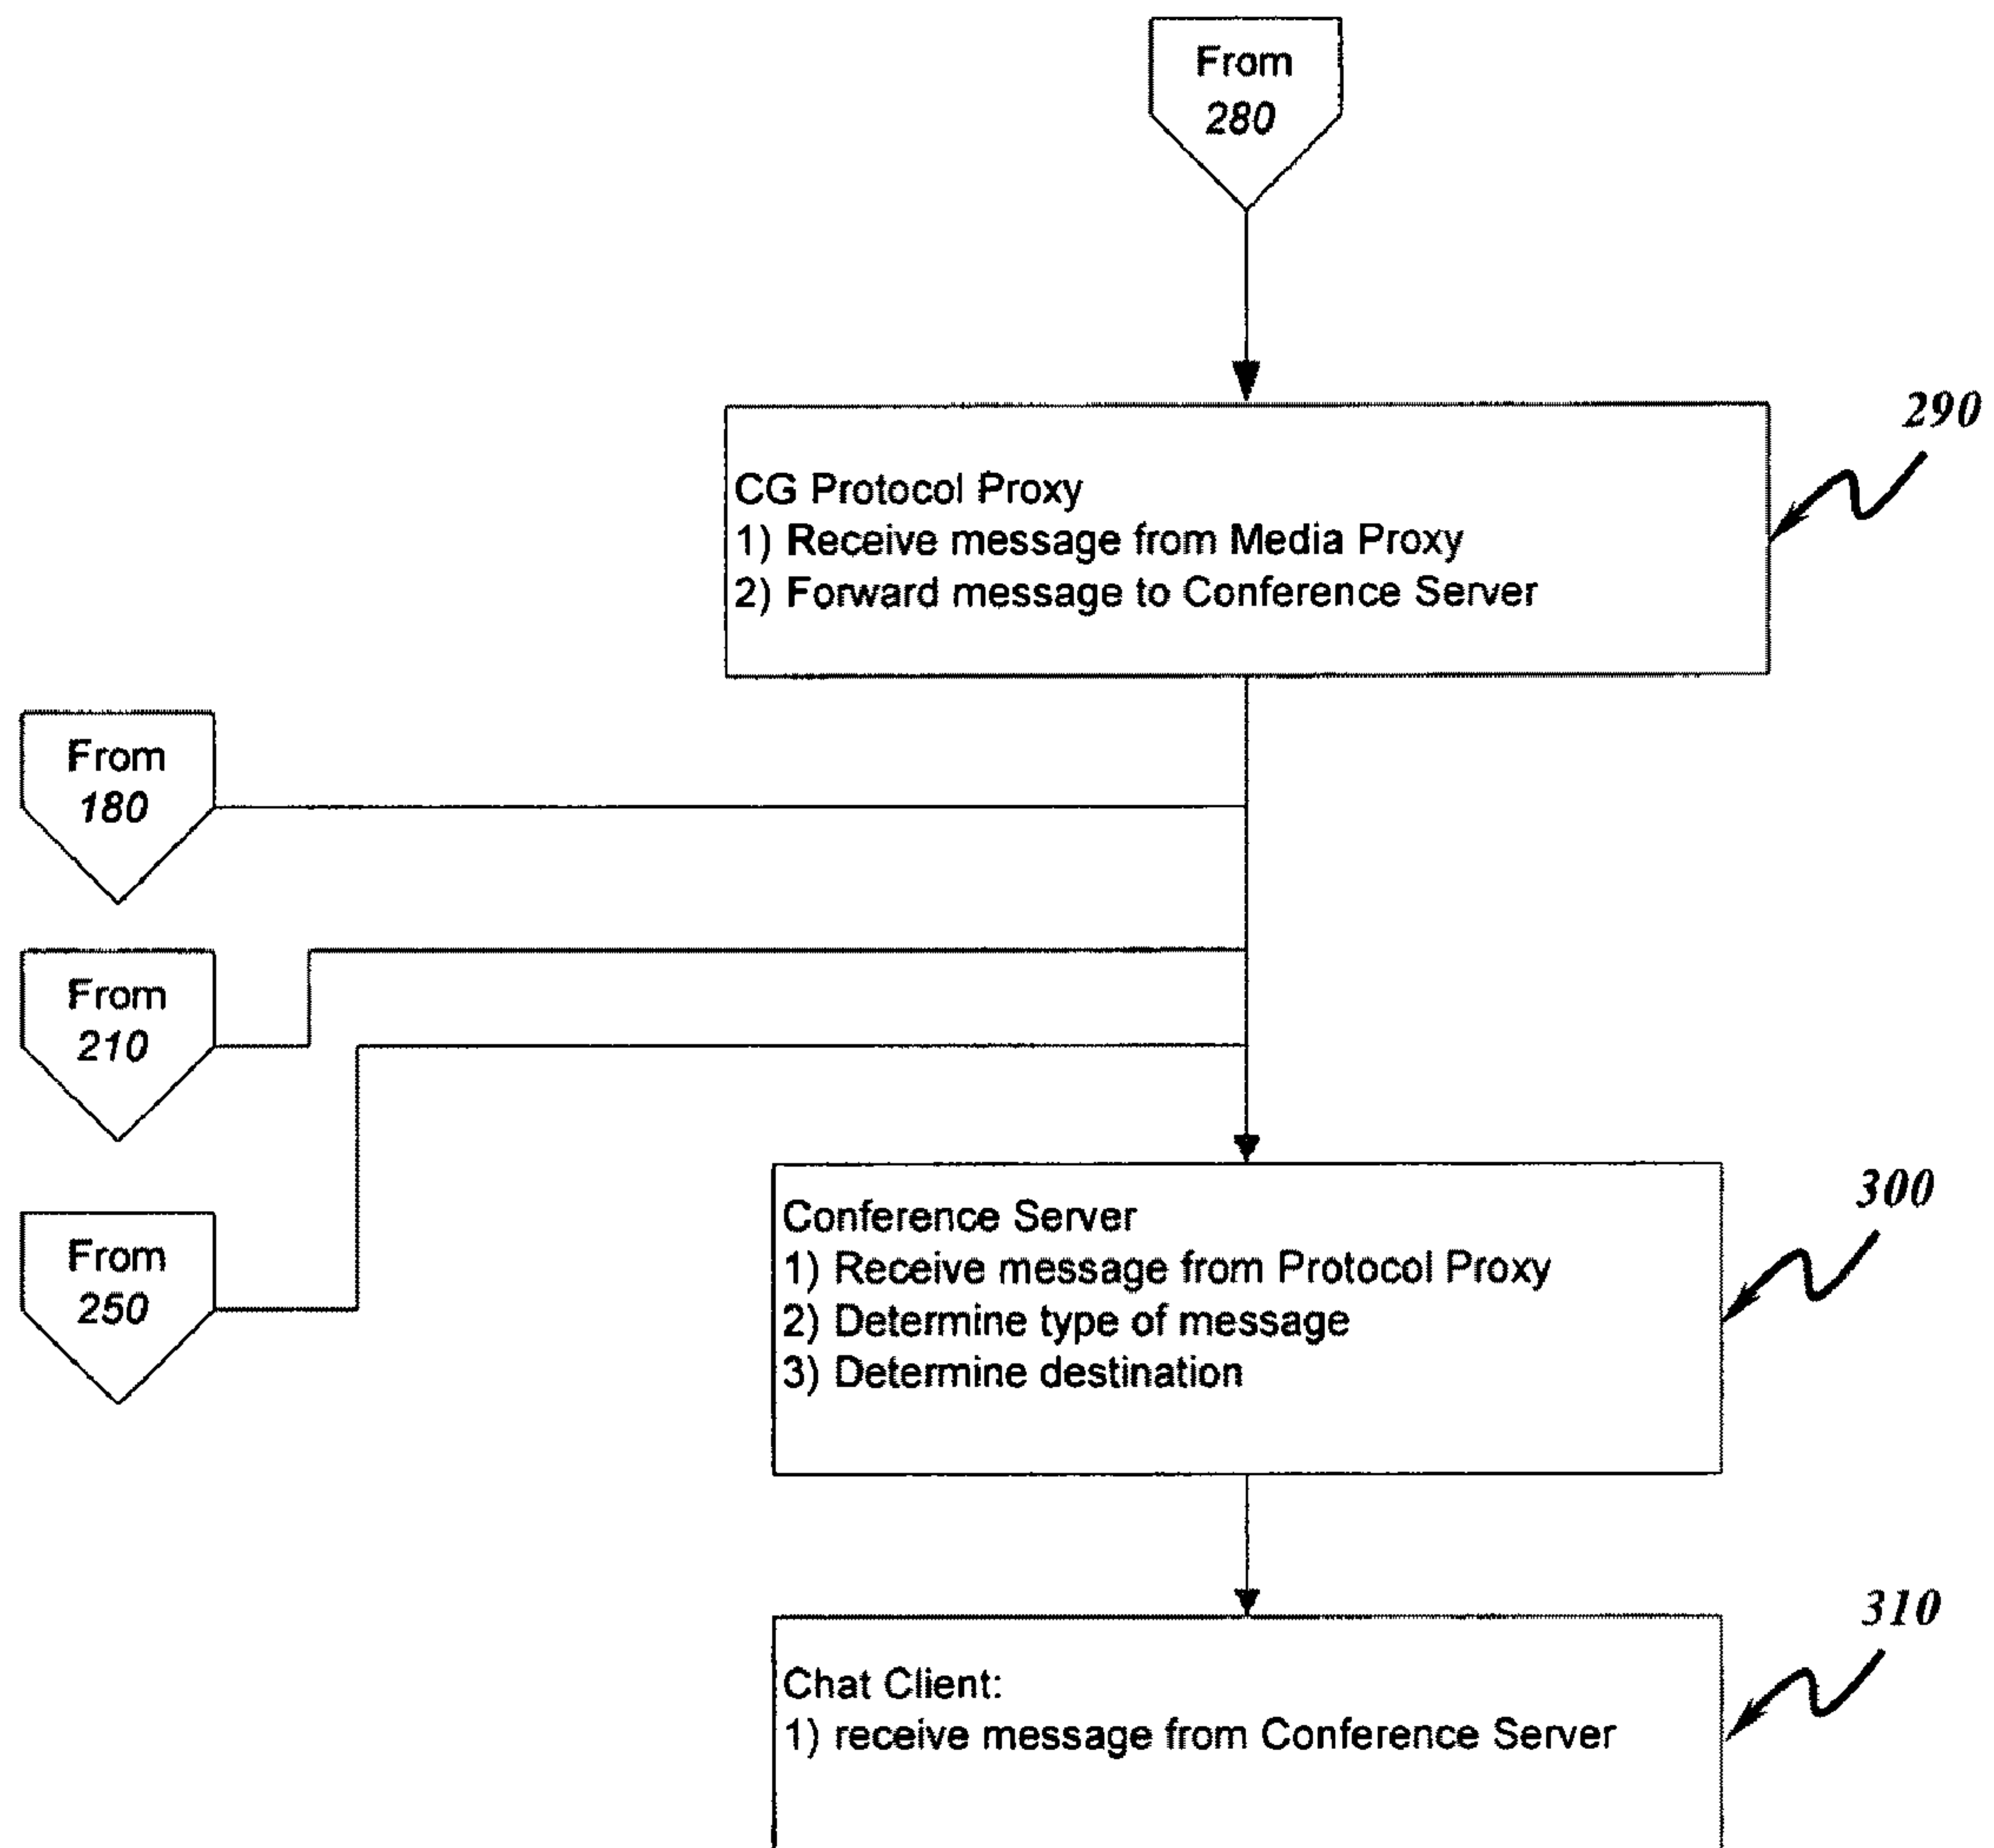 From
280
290
CG Protocol Proxy
1) Receive message from Media Proxy
2) Forward message to Conference Server
From
180
From
210
From
250
300
Conference Server
1) Receive message from Protocol Proxy
2) Determine type of message
3) Determine destination
310
Chat Client:
1) receive message from Conference Server